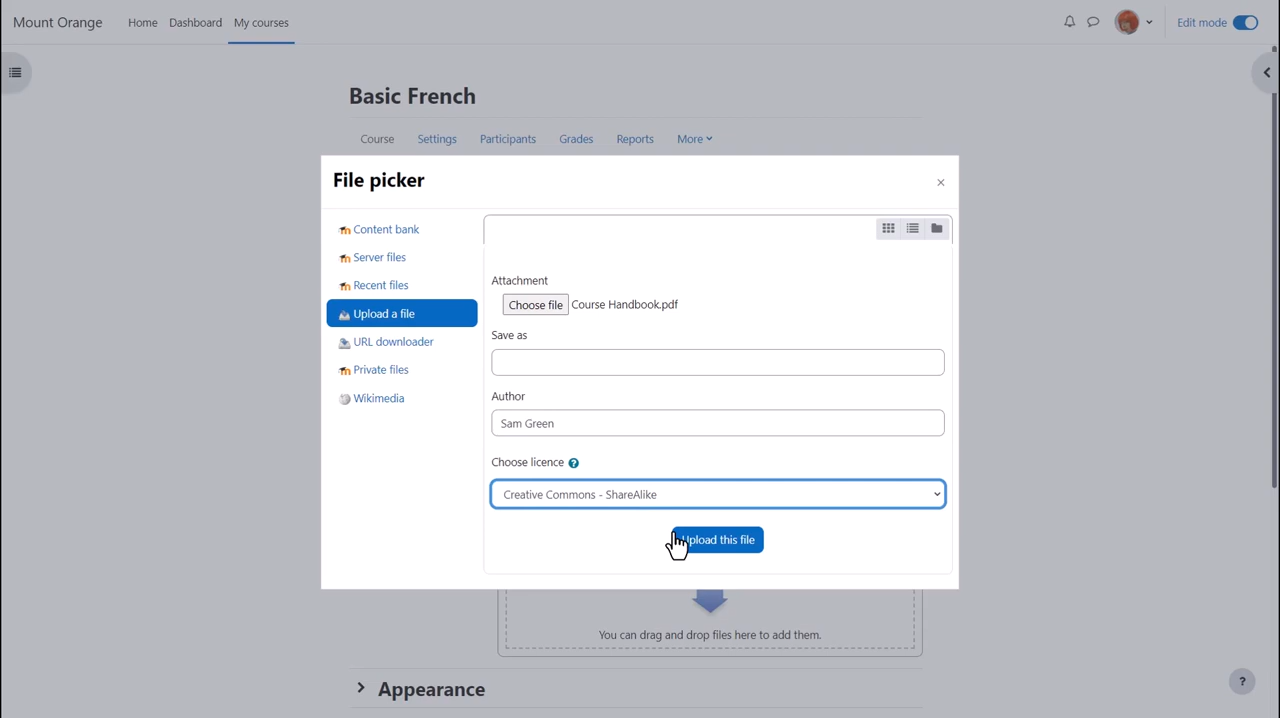 Mount Orange
Home
Dashboard
My courses
Edit mode
Basic French
Course
Settings
Participants
Grades
Reports
More
File picker
×
Content bank
Server files
Recent files
Upload a file
URL downloader
Private files
Wikimedia
Attachment
Choose file Course Handbook.pdf
Save as
Author
Sam Green
Choose licence ?
Creative Commons - ShareAlike
Upload this file
You can drag and drop files here to add them.
Appearance
?